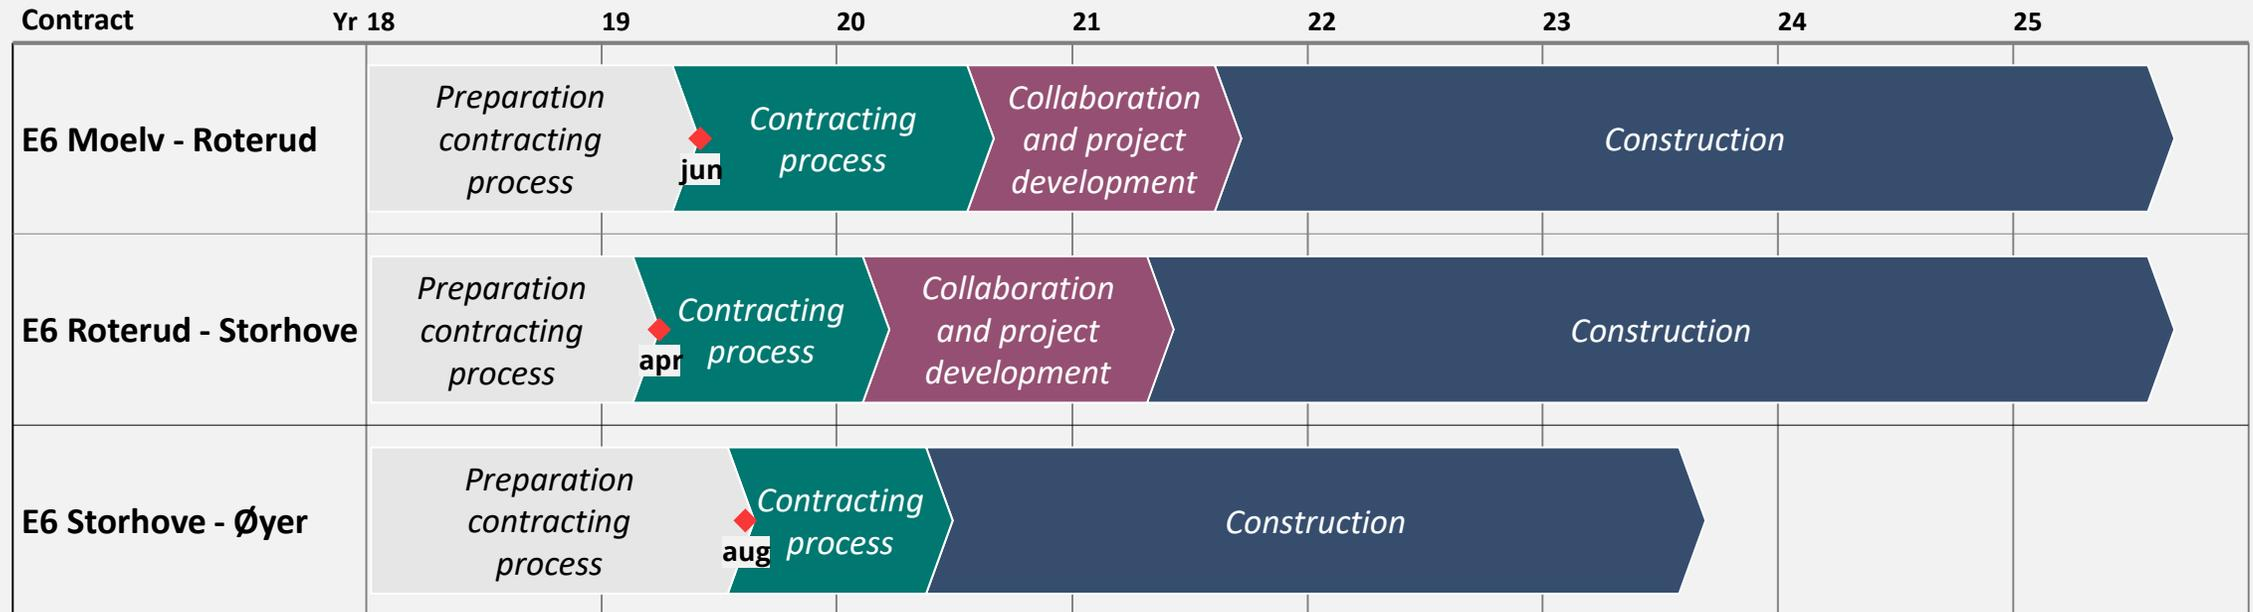 Contract Yr 18 19 20 21 22 23 24 25
E6 Moelv - Roterud
Preparation
contracting
process
jun
Contracting
process
Collaboration
and project
development
Construction
E6 Roterud - Storhove
Preparation
contracting
process
apr
Contracting
process
Collaboration
and project
development
Construction
E6 Storhove - Øyer
Preparation
contracting
process
aug
Contracting
process
Construction